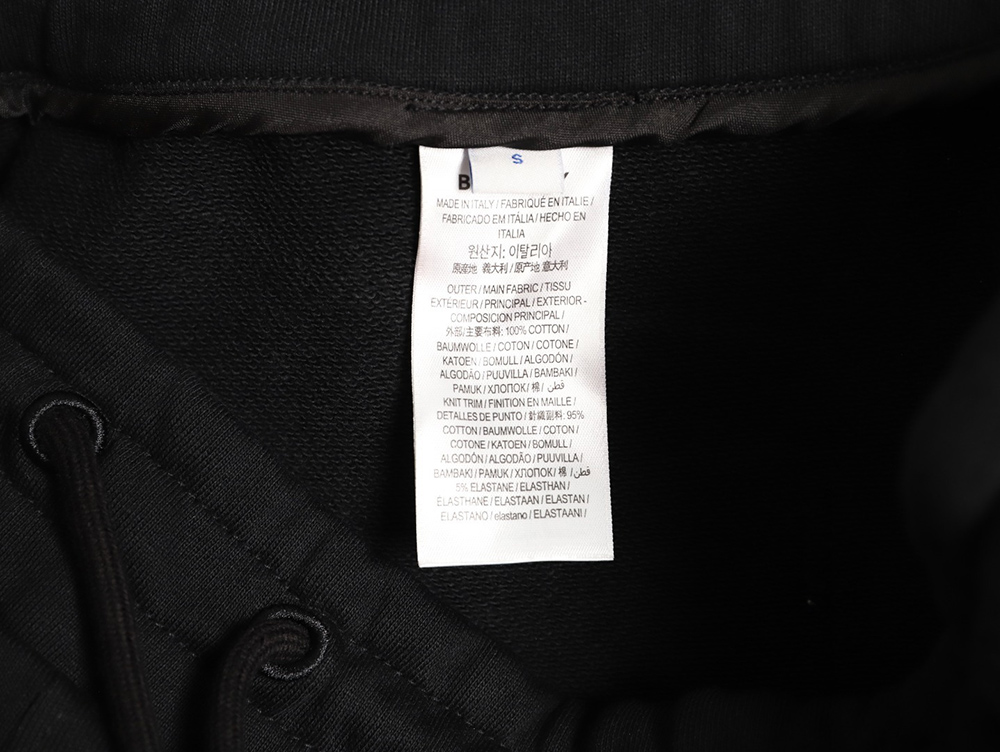 S
B Y
MADE IN ITALY / FABRIQUÉ EN ITALIE /
FABRICADO EM ITÁLIA / HECHO EN
ITALIA
원산지: 이탈리아
原産地 義大利 / 原产地 意大利
OUTER / MAIN FABRIC / TISSU
EXTÉRIEUR / PRINCIPAL / EXTERIOR -
COMPOSICION PRINCIPAL /
外部/主要布料: 100% COTTON /
BAUMWOLLE / COTON / COTONE /
KATOEN / BOMULL / ALGODÓN /
ALGODÃO / PUUVILLA / BAMBAKI /
PAMUK / ХЛОПОК / 棉 / قطن
KNIT TRIM / FINITION EN MAILLE /
DETALLES DE PUNTO / 針織副料: 95%
COTTON / BAUMWOLLE / COTON /
COTONE / KATOEN / BOMULL /
ALGODÓN / ALGODÃO / PUUVILLA /
BAMBAKI / PAMUK / ХЛОПОК / 棉 / قطن
5% ELASTANE / ELASTHAN /
ELASTHANE / ELASTAAN / ELASTAN /
ELASTANO / elastano / ELASTAANI /